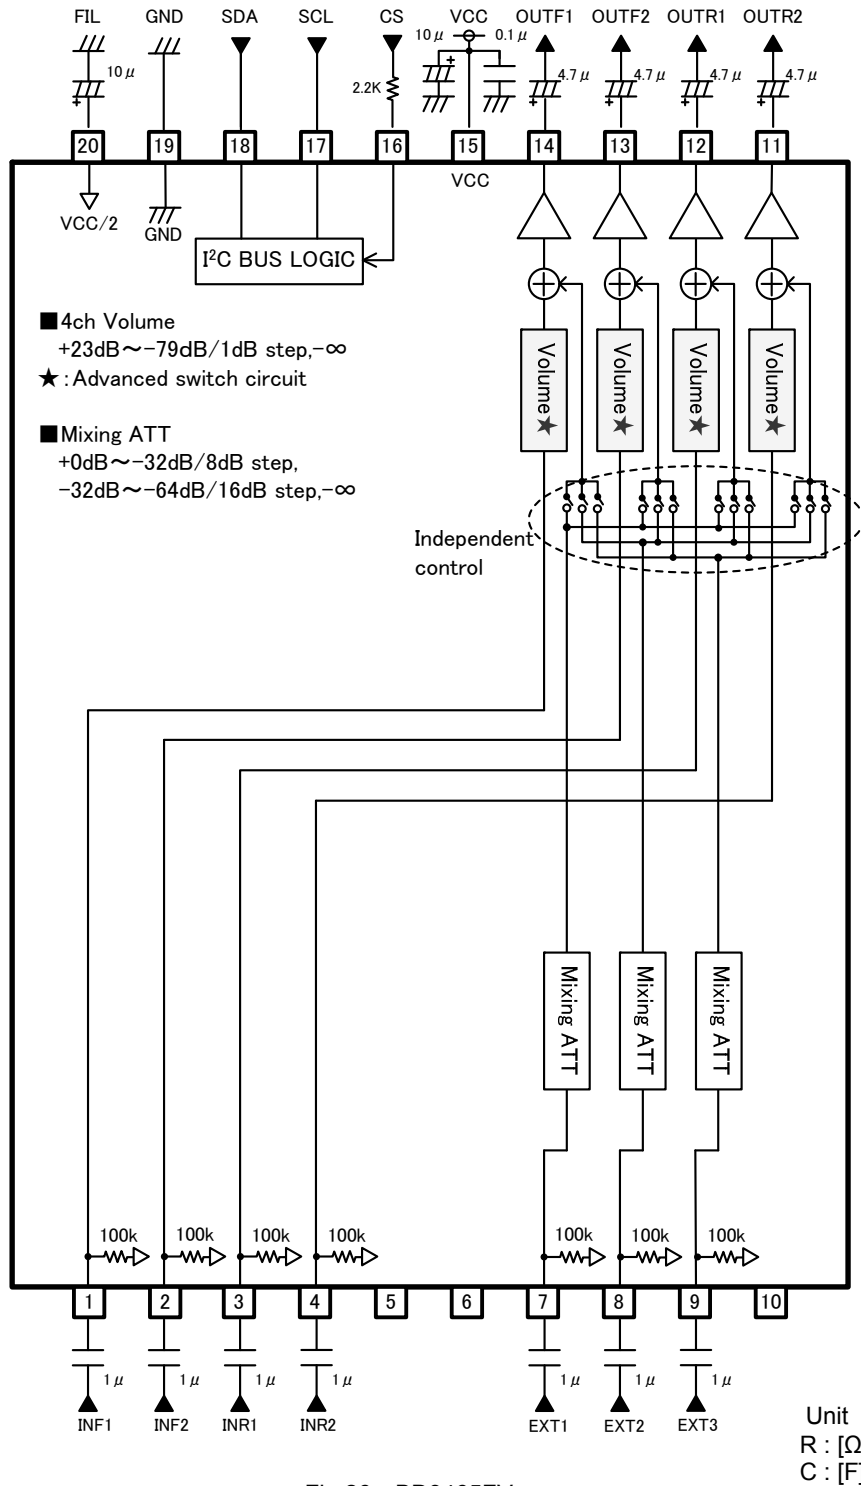 FIL GND SDA SCL CS VCC OUTF1 OUTF2 OUTR1 OUTR2
10μ 2.2K 10μ 0.1μ 4.7μ 4.7μ 4.7μ 4.7μ
+ + + + + +
20 19 18 17 16 15 14 13 12 11
VCC/2 GND VCC
I²C BUS LOGIC
■4ch Volume
+23dB~-79dB/1dB step,-∞
★:Advanced switch circuit
Volume★ Volume★ Volume★ Volume★
■Mixing ATT
+0dB~-32dB/8dB step,
-32dB~-64dB/16dB step,-∞
Independent
control
Mixing ATT Mixing ATT Mixing ATT
100k 100k 100k 100k 100k 100k 100k
1 2 3 4 5 6 7 8 9 10
1μ 1μ 1μ 1μ 1μ 1μ 1μ
INF1 INF2 INR1 INR2 EXT1 EXT2 EXT3
Unit
R : [Ω
C : [F]